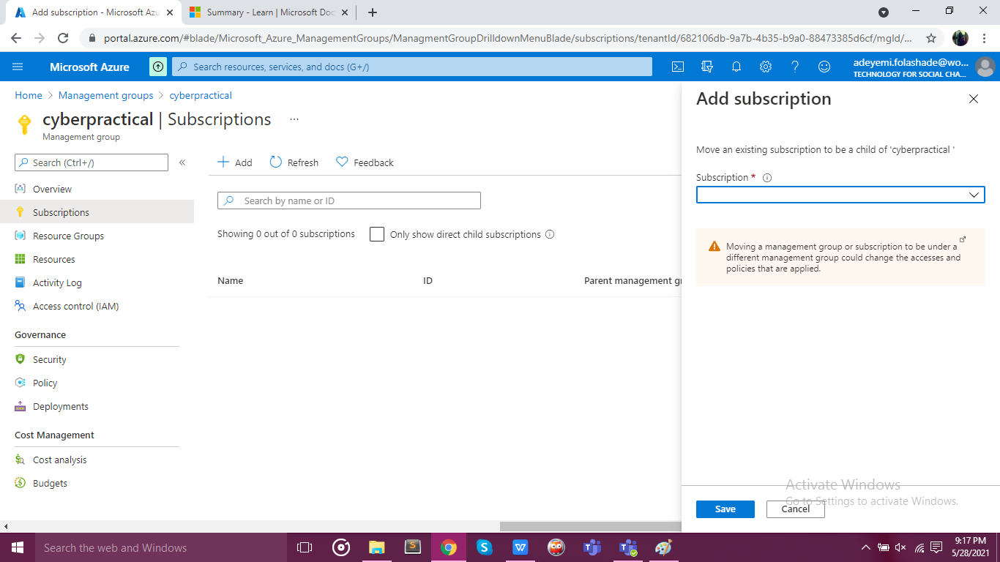 Add subscription - Microsoft Azu
Summary - Learn | Microsoft Doc
portal.azure.com/#blade/Microsoft_Azure_ManagementGroups/ManagmentGroupDrilldownMenuBlade/subscriptions/tenantId/682106db-9a7b-4b35-b9a0-88473385d6cf/mgId/...
Microsoft Azure
Search resources, services, and docs (G+/)
adeyemi.folashade@wo...
TECHNOLOGY FOR SOCIAL CHA...
Home > Management groups > cyberpractical
cyberpractical | Subscriptions ...
Management group
Search (Ctrl+/)
«
Overview
Subscriptions
Resource Groups
Resources
Activity Log
Access control (IAM)
Governance
Security
Policy
Deployments
Cost Management
Cost analysis
Budgets
Add
Refresh
Feedback
Search by name or ID
Showing 0 out of 0 subscriptions
Only show direct child subscriptions
Name
ID
Parent management gr
Add subscription
Move an existing subscription to be a child of 'cyberpractical '
Subscription *
Moving a management group or subscription to be under a
different management group could change the accesses and
policies that are applied.
Activate Windows
Go to Settings to activate Windows.
Save
Cancel
Search the web and Windows
9:17 PM
5/28/2021